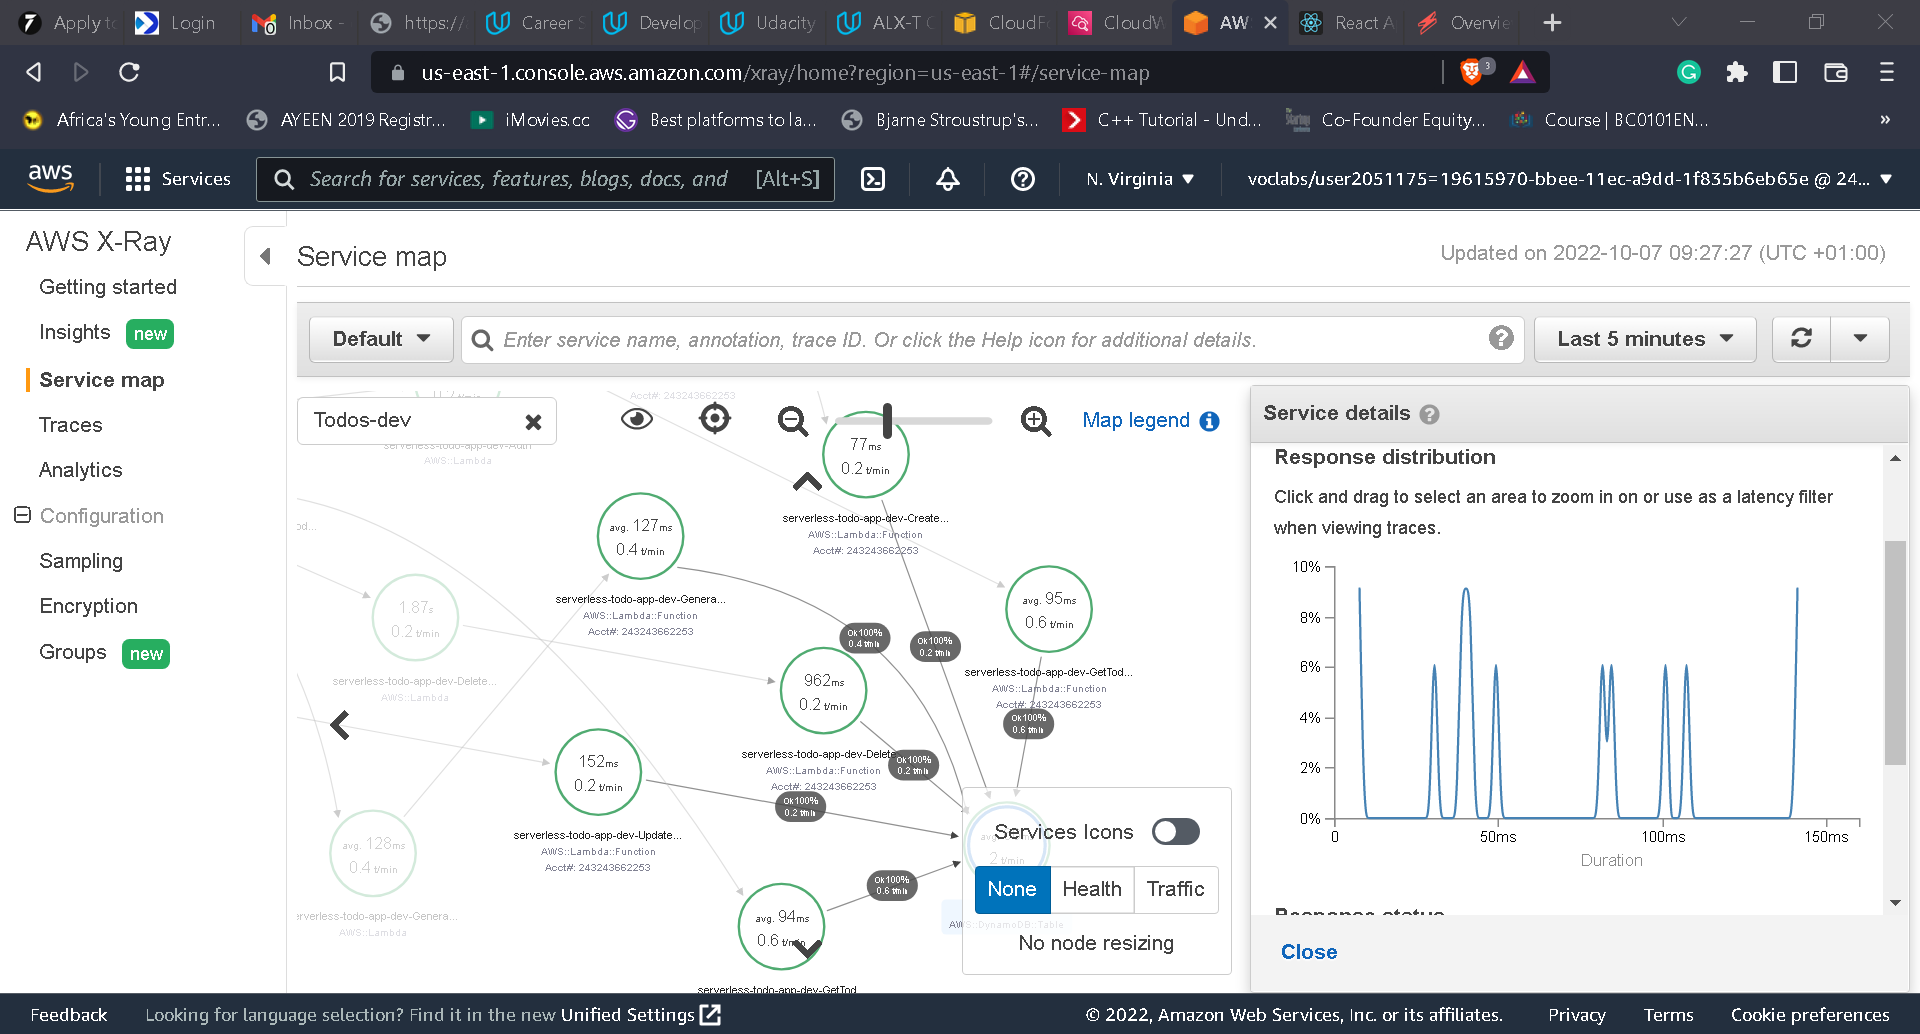 Apply to
Login
Inbox -
https:/
Career S
Develop
Udacity
ALX-T C
CloudFo
CloudW
AW
React A
Overvie
us-east-1.console.aws.amazon.com/xray/home?region=us-east-1#/service-map
3
Africa's Young Entr...
AYEEN 2019 Registr...
iMovies.cc
Best platforms to la...
Bjarne Stroustrup's...
C++ Tutorial - Und...
Co-Founder Equity...
Course | BC0101EN...
»
aws
Services
Search for services, features, blogs, docs, and [Alt+S]
N. Virginia
voclabs/user2051175=19615970-bbee-11ec-a9dd-1f835b6eb65e @ 24...
AWS X-Ray
Getting started
Insights new
Service map
Traces
Analytics
Configuration
Sampling
Encryption
Groups new
Service map
Updated on 2022-10-07 09:27:27 (UTC +01:00)
Default
Enter service name, annotation, trace ID. Or click the Help icon for additional details.
Last 5 minutes
Todos-dev
Map legend
Acct#: 243243662253
serverless-todo-app-dev-Auth
AWS::Lambda
77ms
0.2 t/min
serverless-todo-app-dev-Create...
AWS::Lambda::Function
Acct#: 243243662253
avg. 127ms
0.4 t/min
serverless-todo-app-dev-Genera...
AWS::Lambda::Function
Acct#: 243243662253
od...
1.87s
0.2 t/min
serverless-todo-app-dev-Delete...
AWS::Lambda
avg. 95ms
0.6 t/min
serverless-todo-app-dev-GetTod...
AWS::Lambda::Function
Acct#: 243243662253
Ok 100%
0.4 t/min
Ok 100%
0.2 t/min
Ok 100%
0.6 t/min
962ms
0.2 t/min
serverless-todo-app-dev-Delete
AWS::Lambda::Function
Acct#: 243243662253
Ok 100%
0.2 t/min
152ms
0.2 t/min
serverless-todo-app-dev-Update...
AWS::Lambda::Function
Acct#: 243243662253
Ok 100%
0.2 t/min
avg. 128ms
0.4 t/min
erverless-todo-app-dev-Genera...
AWS::Lambda
Ok 100%
0.6 t/min
avg. 94ms
0.6 t/min
serverless-todo-app-dev-GetTod
2 t/min
AWS::DynamoDB::Table
Services Icons
None
Health
Traffic
No node resizing
Service details
Response distribution
Click and drag to select an area to zoom in on or use as a latency filter
when viewing traces.
10%
8%
6%
4%
2%
0%
0
50ms
100ms
150ms
Duration
Response status
Close
Feedback
Looking for language selection? Find it in the new Unified Settings
© 2022, Amazon Web Services, Inc. or its affiliates.
Privacy
Terms
Cookie preferences